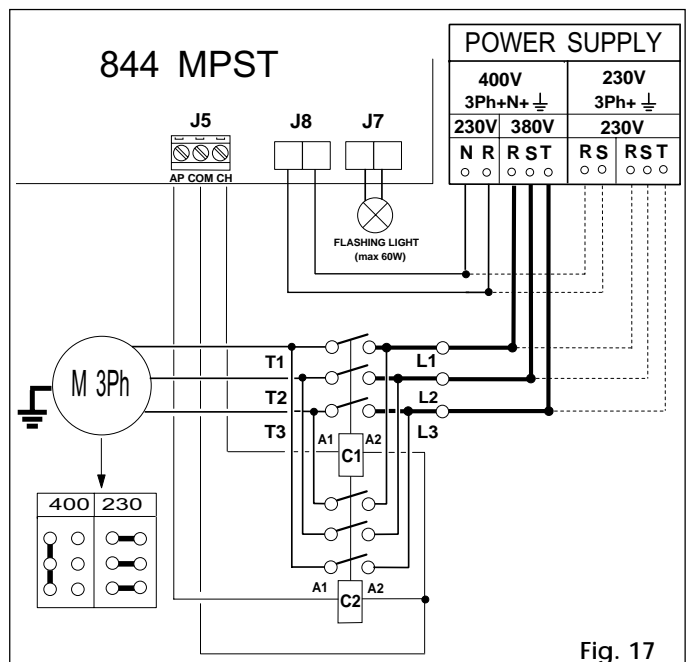 844 MPST
POWER SUPPLY
400V
3Ph+N+
230V
3Ph+
230V 380V
230V
N R R S T
R S R S T
J5
J8
J7
AP COM CH
FLASHING LIGHT
(max 60W)
M 3Ph
T1
L1
T2
L2
T3
L3
A1 A2
C1
400 230
A1 A2
C2
Fig. 17